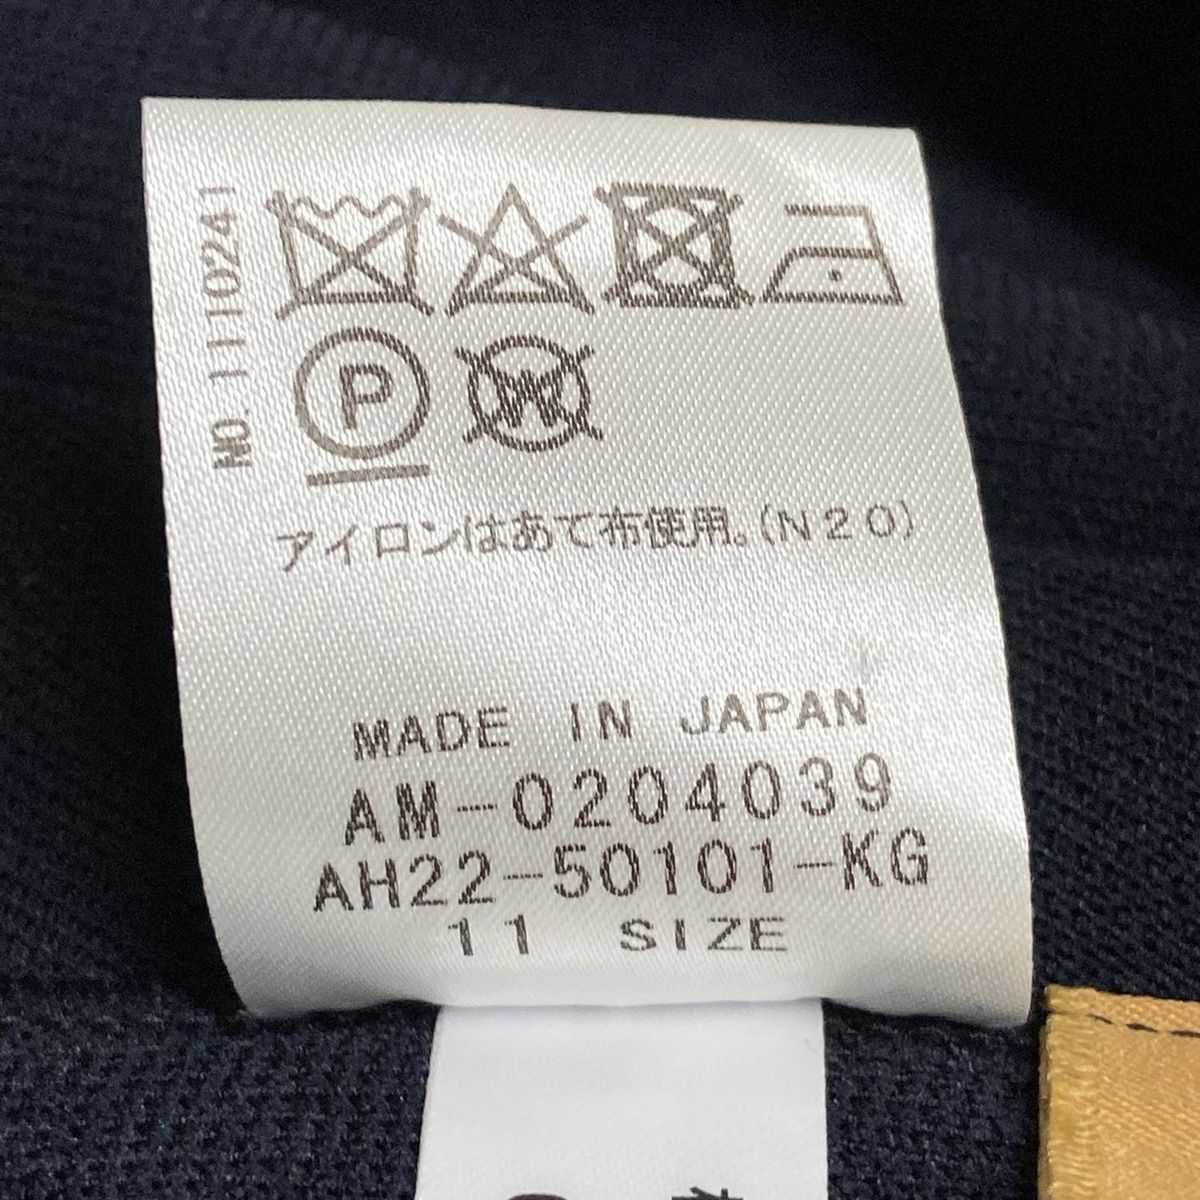 NO.1110241
P
W
アイロンはあて布使用。(N20)
MADE IN JAPAN
AM-0204039
AH22-50101-KG
11 SIZE